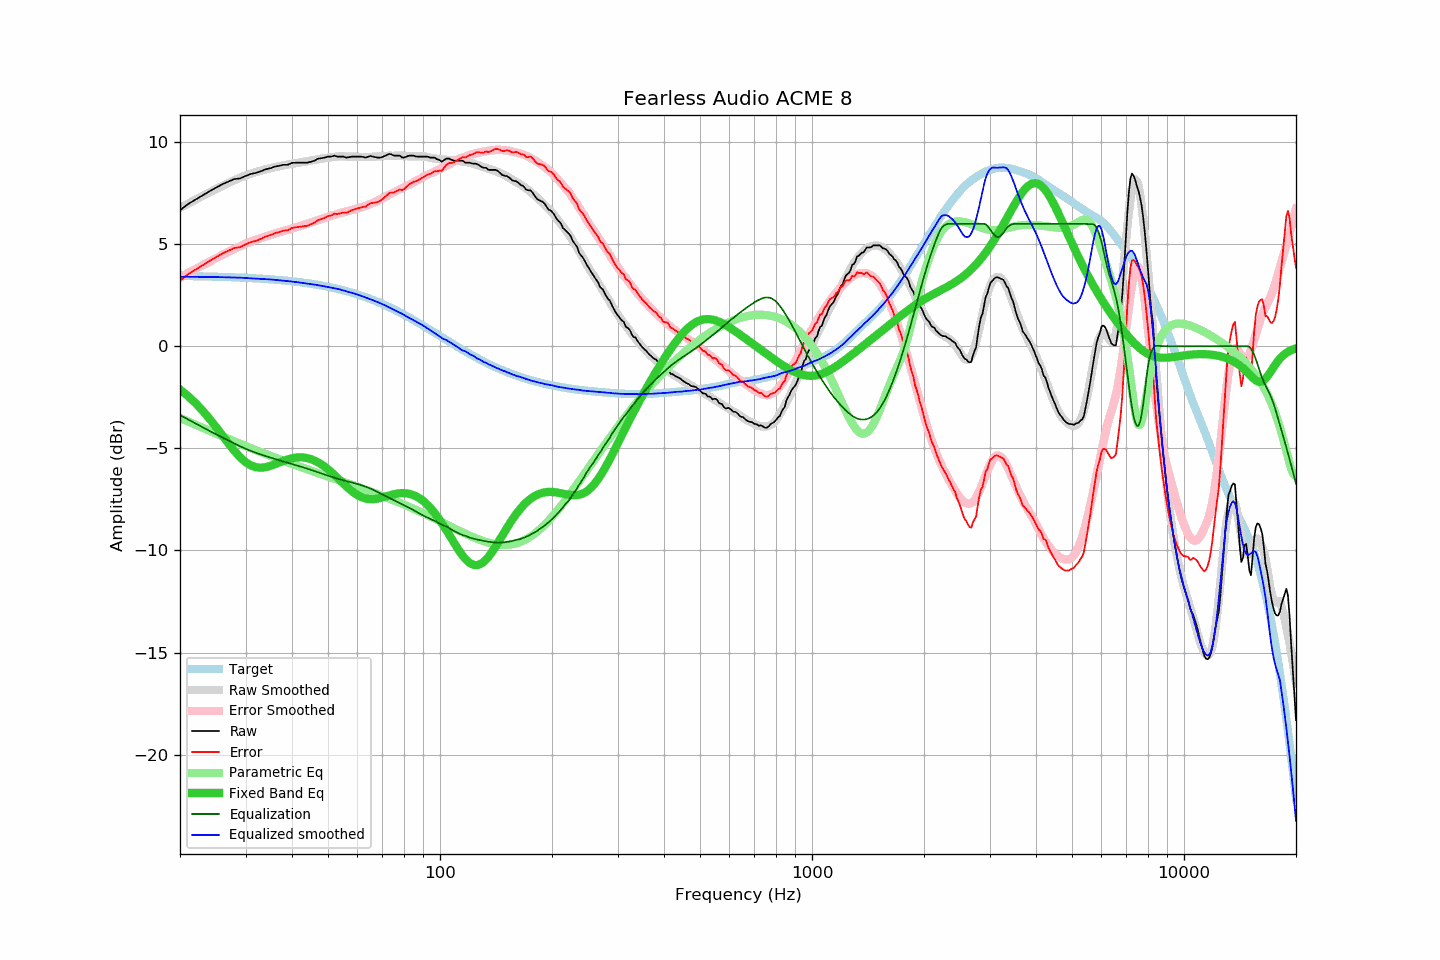 Fearless Audio ACME 8
Amplitude (dBr)
10
5
0
−5
−10
−15
−20
Target
Raw Smoothed
Error Smoothed
Raw
Error
Parametric Eq
Fixed Band Eq
Equalization
Equalized smoothed
100 1000 10000
Frequency (Hz)